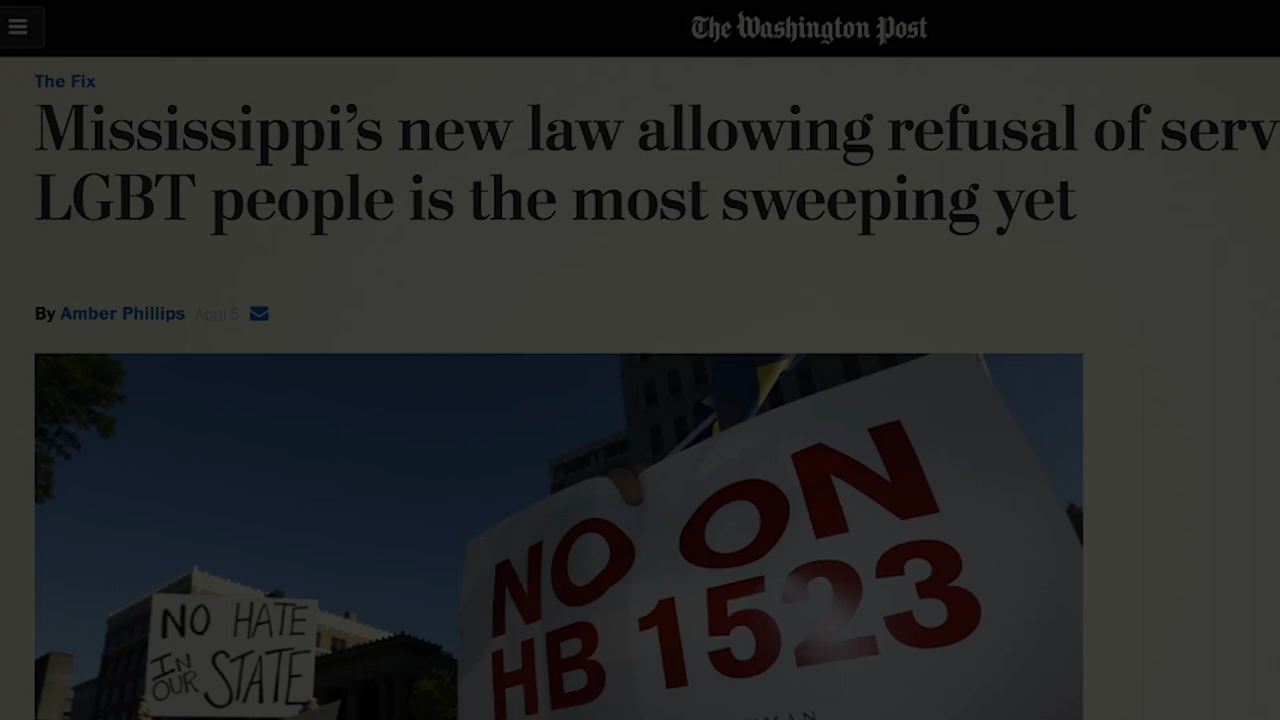 The Washington Post
The Fix
Mississippi's new law allowing refusal of serv
LGBT people is the most sweeping yet
By Amber Phillips April 5
NO ON
HB 1523
NO HATE
IN OUR STATE